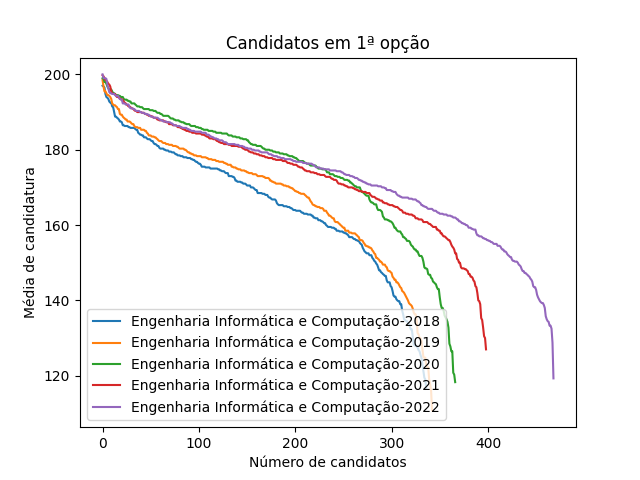 Candidatos em 1ª opção
Média de candidatura
200
180
160
140
120
Engenharia Informática e Computação-2018
Engenharia Informática e Computação-2019
Engenharia Informática e Computação-2020
Engenharia Informática e Computação-2021
Engenharia Informática e Computação-2022
0
100
200
300
400
Número de candidatos